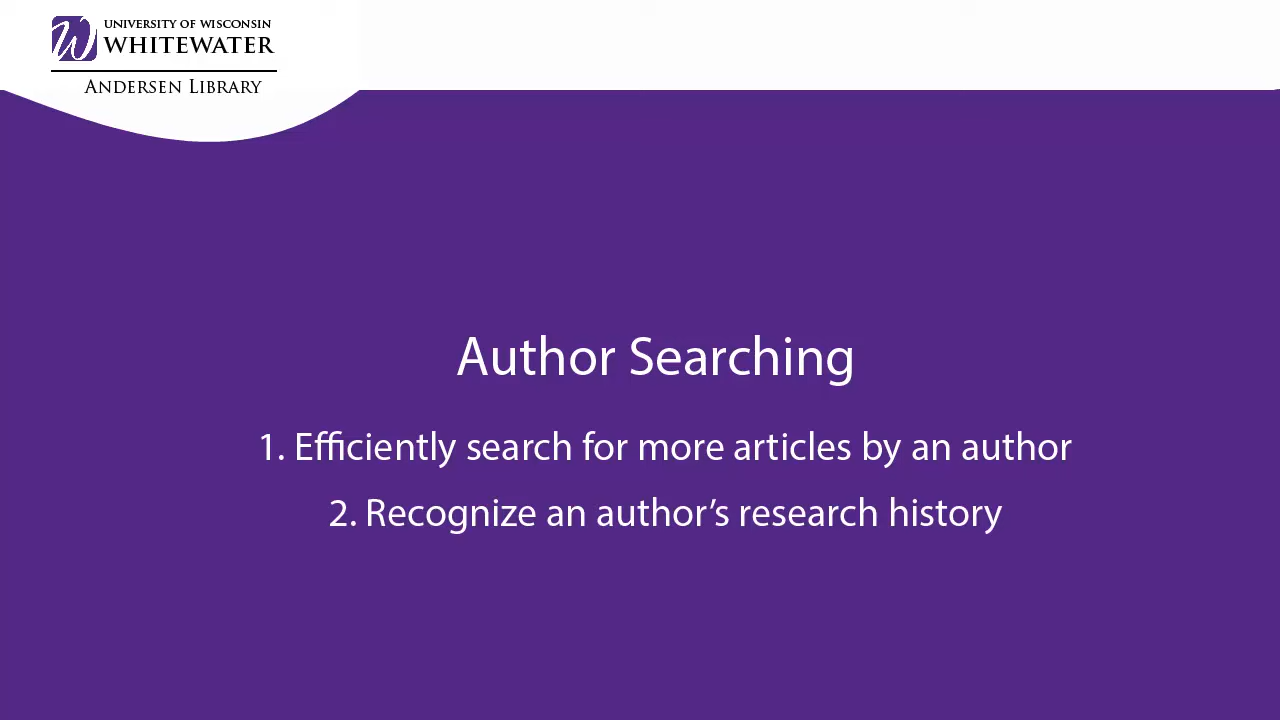 UNIVERSITY OF WISCONSIN
WHITEWATER
ANDERSEN LIBRARY
Author Searching
1. Efficiently search for more articles by an author
2. Recognize an author’s research history